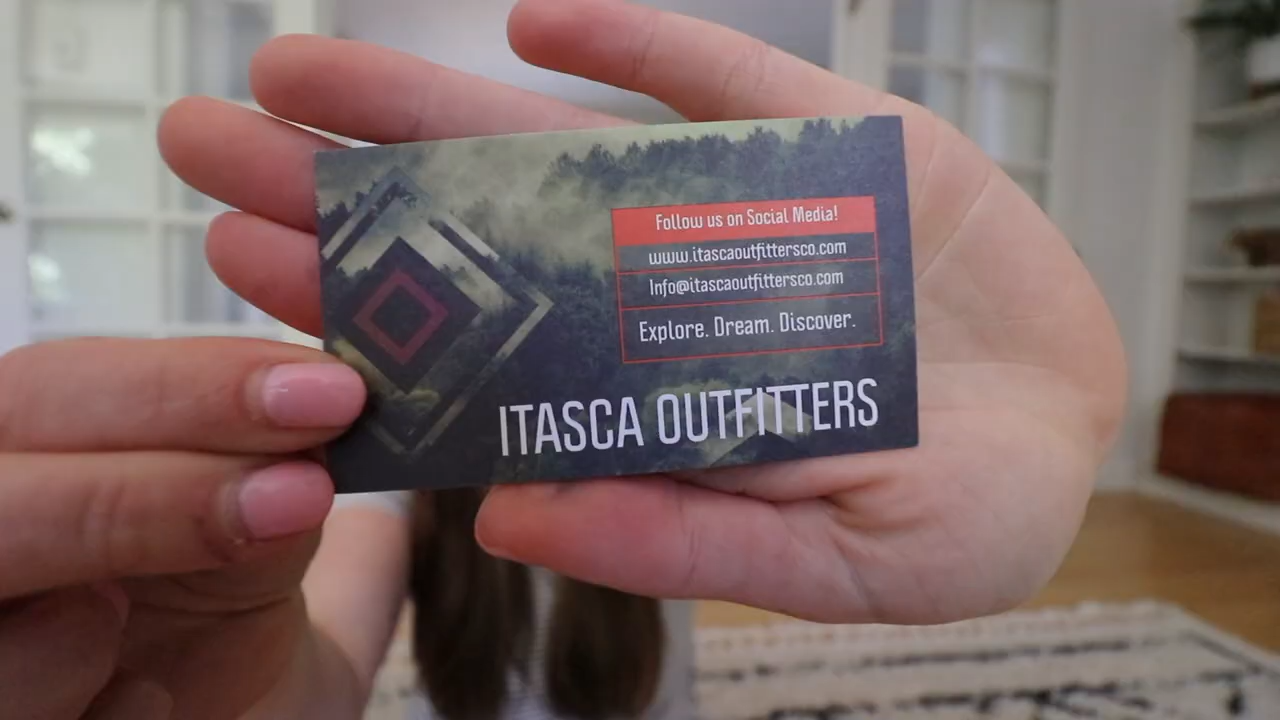 Follow us on Social Media!
www.itascaoutfittersco.com
Info@itascaoutfittersco.com
Explore. Dream. Discover.
ITASCA OUTFITTERS